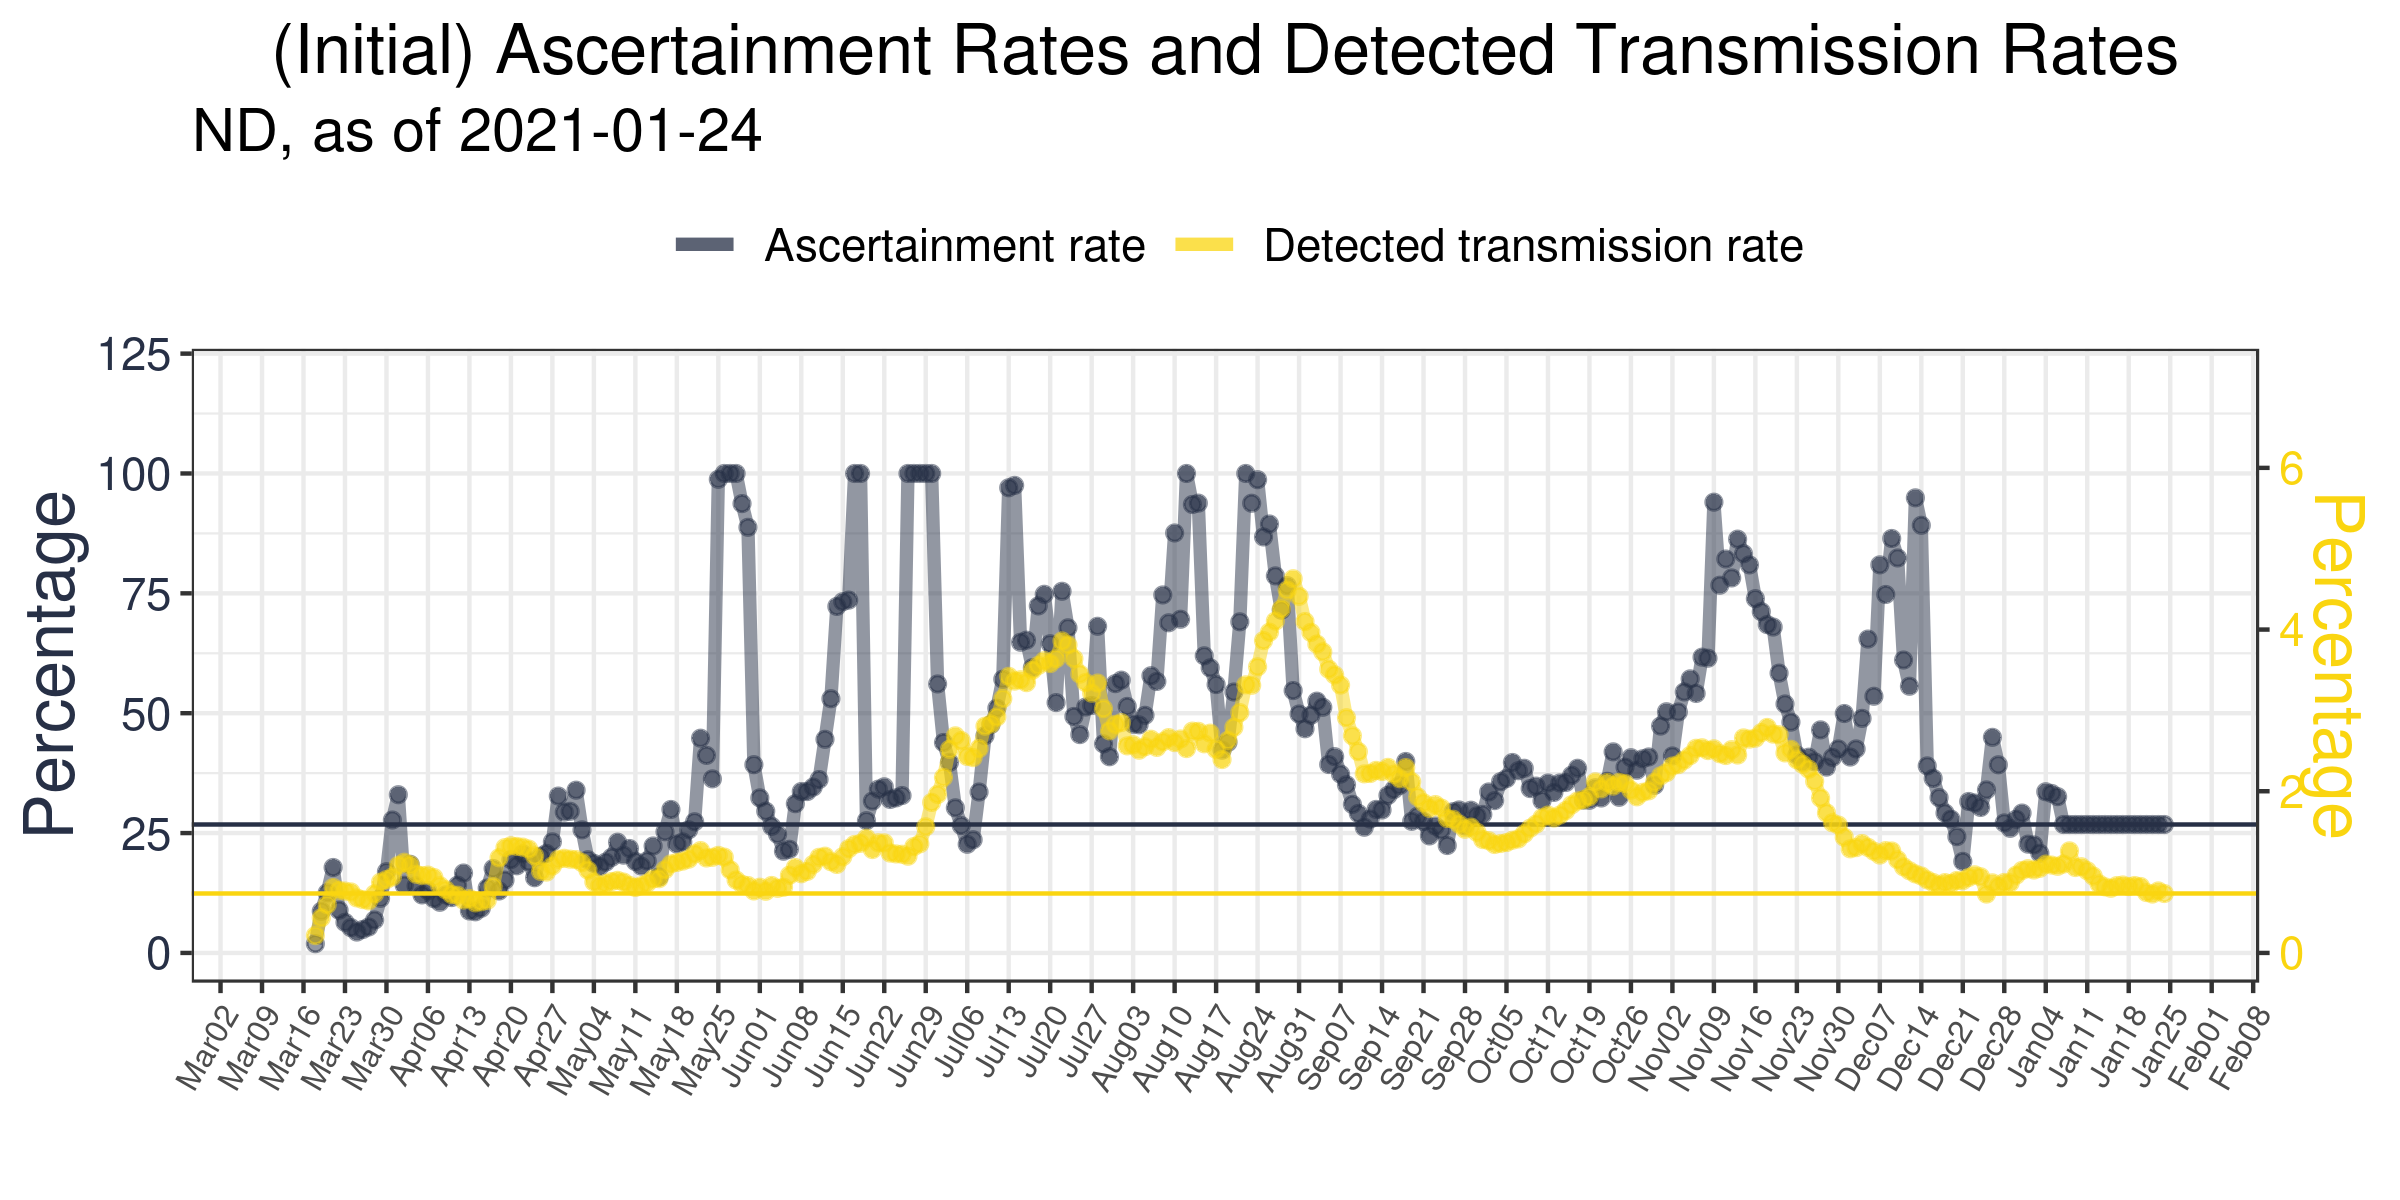 (Initial) Ascertainment Rates and Detected Transmission Rates
ND, as of 2021-01-24
Ascertainment rate
Detected transmission rate
Percentage
125
100
75
50
25
0
6
4
2
0
Percentage
Mar02
Mar09
Mar16
Mar23
Mar30
Apr06
Apr13
Apr20
Apr27
May04
May11
May18
May25
Jun01
Jun08
Jun15
Jun22
Jun29
Jul06
Jul13
Jul20
Jul27
Aug03
Aug10
Aug17
Aug24
Aug31
Sep07
Sep14
Sep21
Sep28
Oct05
Oct12
Oct19
Oct26
Nov02
Nov09
Nov16
Nov23
Nov30
Dec07
Dec14
Dec21
Dec28
Jan04
Jan11
Jan18
Jan25
Feb01
Feb08